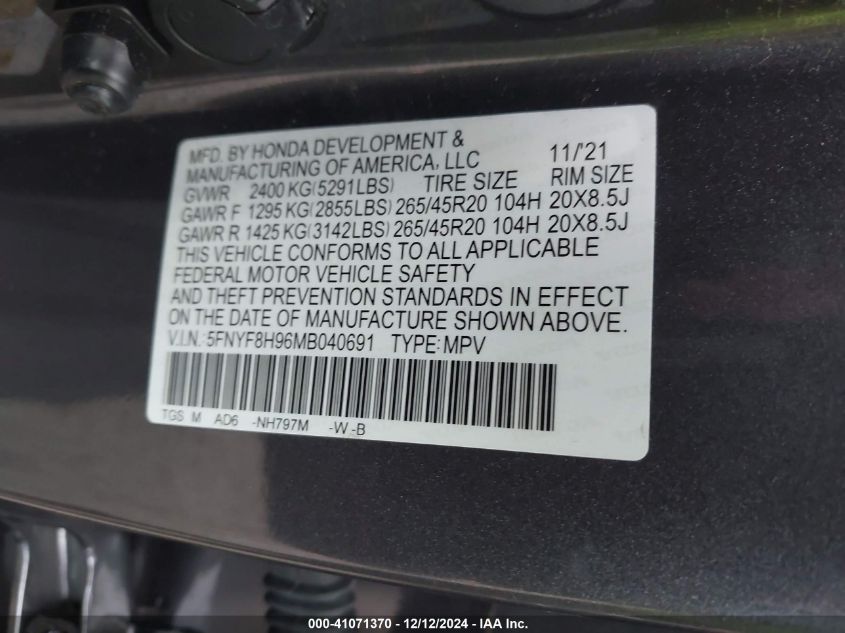 MFD. BY HONDA DEVELOPMENT &
MANUFACTURING OF AMERICA, LLC 11/'21
GVWR 2400 KG(5291LBS) TIRE SIZE RIM SIZE
GAWR F 1295 KG(2855LBS) 265/45R20 104H 20X8.5J
GAWR R 1425 KG(3142LBS) 265/45R20 104H 20X8.5J
THIS VEHICLE CONFORMS TO ALL APPLICABLE
FEDERAL MOTOR VEHICLE SAFETY
AND THEFT PREVENTION STANDARDS IN EFFECT
ON THE DATE OF MANUFACTURE SHOWN ABOVE.
V.I.N.:5FNYF8H96MB040691 TYPE:MPV
TGS M AD6 -NH797M -W -B
000-41071370 - 12/12/2024 - IAA Inc.